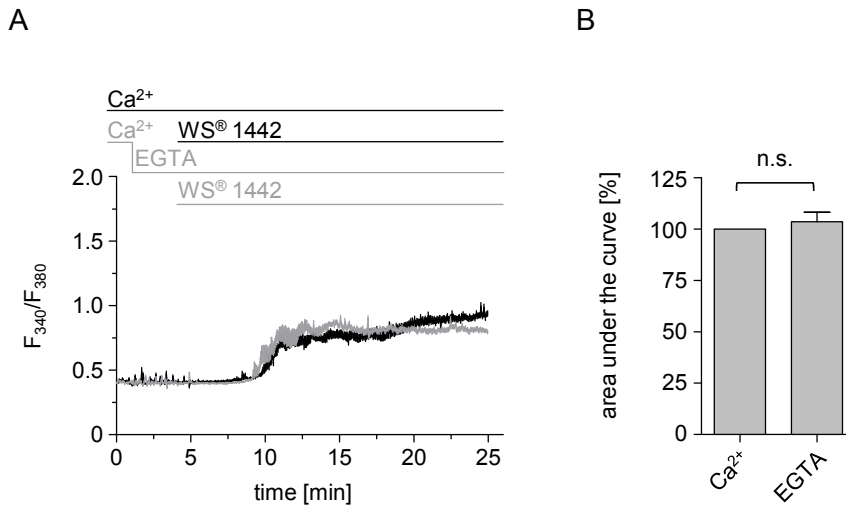 A
Ca²⁺
Ca²⁺ WS® 1442
EGTA
WS® 1442
2.0
1.5
1.0
0.5
0
F₃₄₀/F₃₈₀
0 5 10 15 20 25
time [min]
B
n.s.
125
100
75
50
25
0
area under the curve [%]
Ca²⁺
EGTA